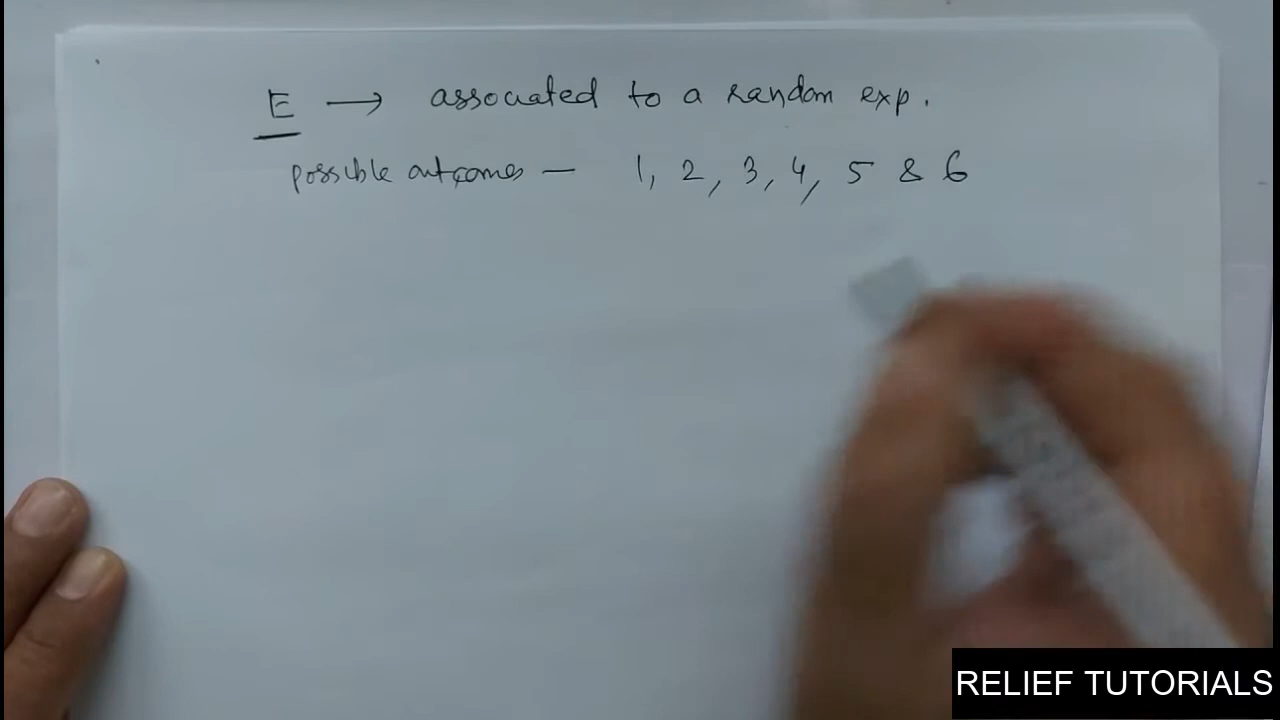 E → associated to a random exp.
possible outcomes — 1, 2, 3, 4, 5 & 6
RELIEF TUTORIALS